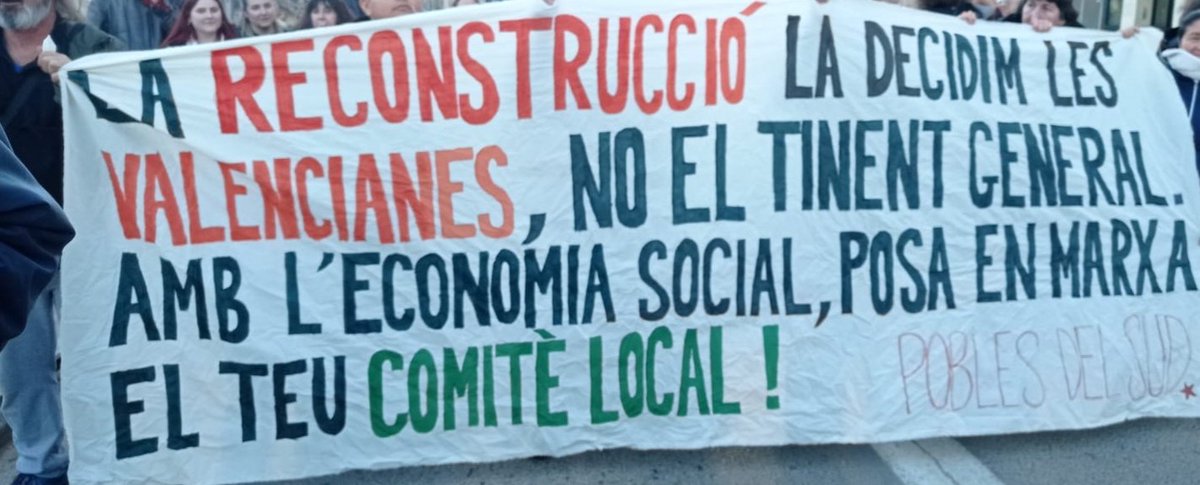 LA RECONSTRUCCIÓ LA DECIDIM LES
VALENCIANES, NO EL TINENT GENERAL.
AMB L'ECONOMIA SOCIAL, POSA EN MARXA
EL TEU COMITÈ LOCAL!
POBLES DEL SUD